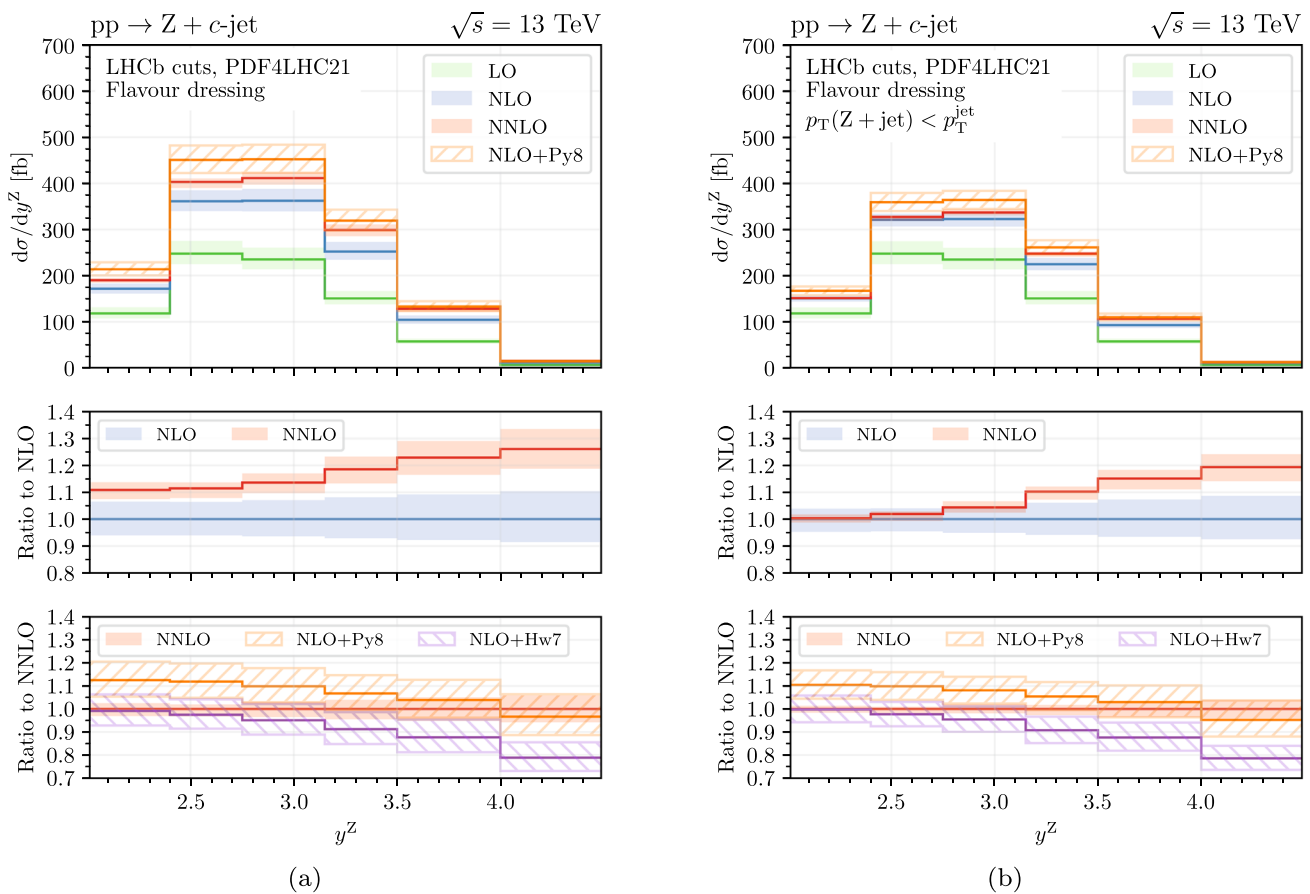 pp → Z + c-jet √s = 13 TeV
700
600
500
400
300
200
100
0
dσ/dy^Z [fb]
LHCb cuts, PDF4LHC21
Flavour dressing
LO
NLO
NNLO
NLO+Py8
1.4
1.3
1.2
1.1
1.0
0.9
0.8
Ratio to NLO
NLO NNLO
1.4
1.3
1.2
1.1
1.0
0.9
0.8
0.7
Ratio to NNLO
NNLO NLO+Py8 NLO+Hw7
2.5 3.0 3.5 4.0
y^Z
(a)
pp → Z + c-jet √s = 13 TeV
700
600
500
400
300
200
100
0
dσ/dy^Z [fb]
LHCb cuts, PDF4LHC21
Flavour dressing
p_T(Z + jet) < p_T^jet
LO
NLO
NNLO
NLO+Py8
1.4
1.3
1.2
1.1
1.0
0.9
0.8
Ratio to NLO
NLO NNLO
1.4
1.3
1.2
1.1
1.0
0.9
0.8
0.7
Ratio to NNLO
NNLO NLO+Py8 NLO+Hw7
2.5 3.0 3.5 4.0
y^Z
(b)